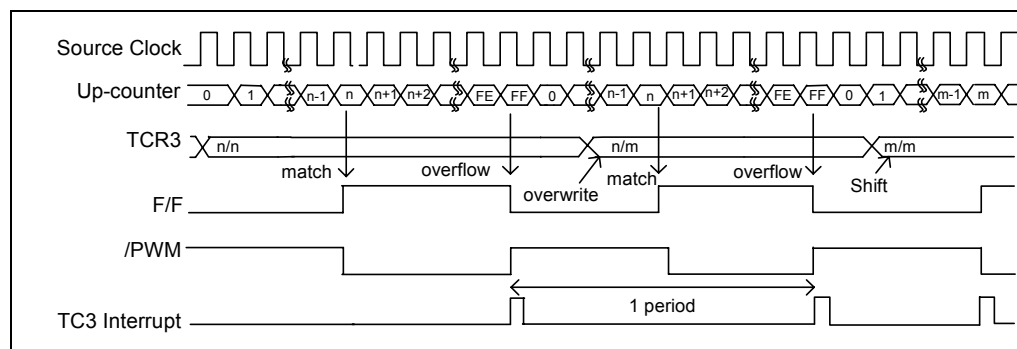 Source Clock
Up-counter 0 1 n-1 n n+1 n+2 FE FF 0 n-1 n n+1 n+2 FE FF 0 1 m-1 m
TCR3 n/n n/m m/m
match overflow overwrite match overflow Shift
F/F
/PWM
1 period
TC3 Interrupt